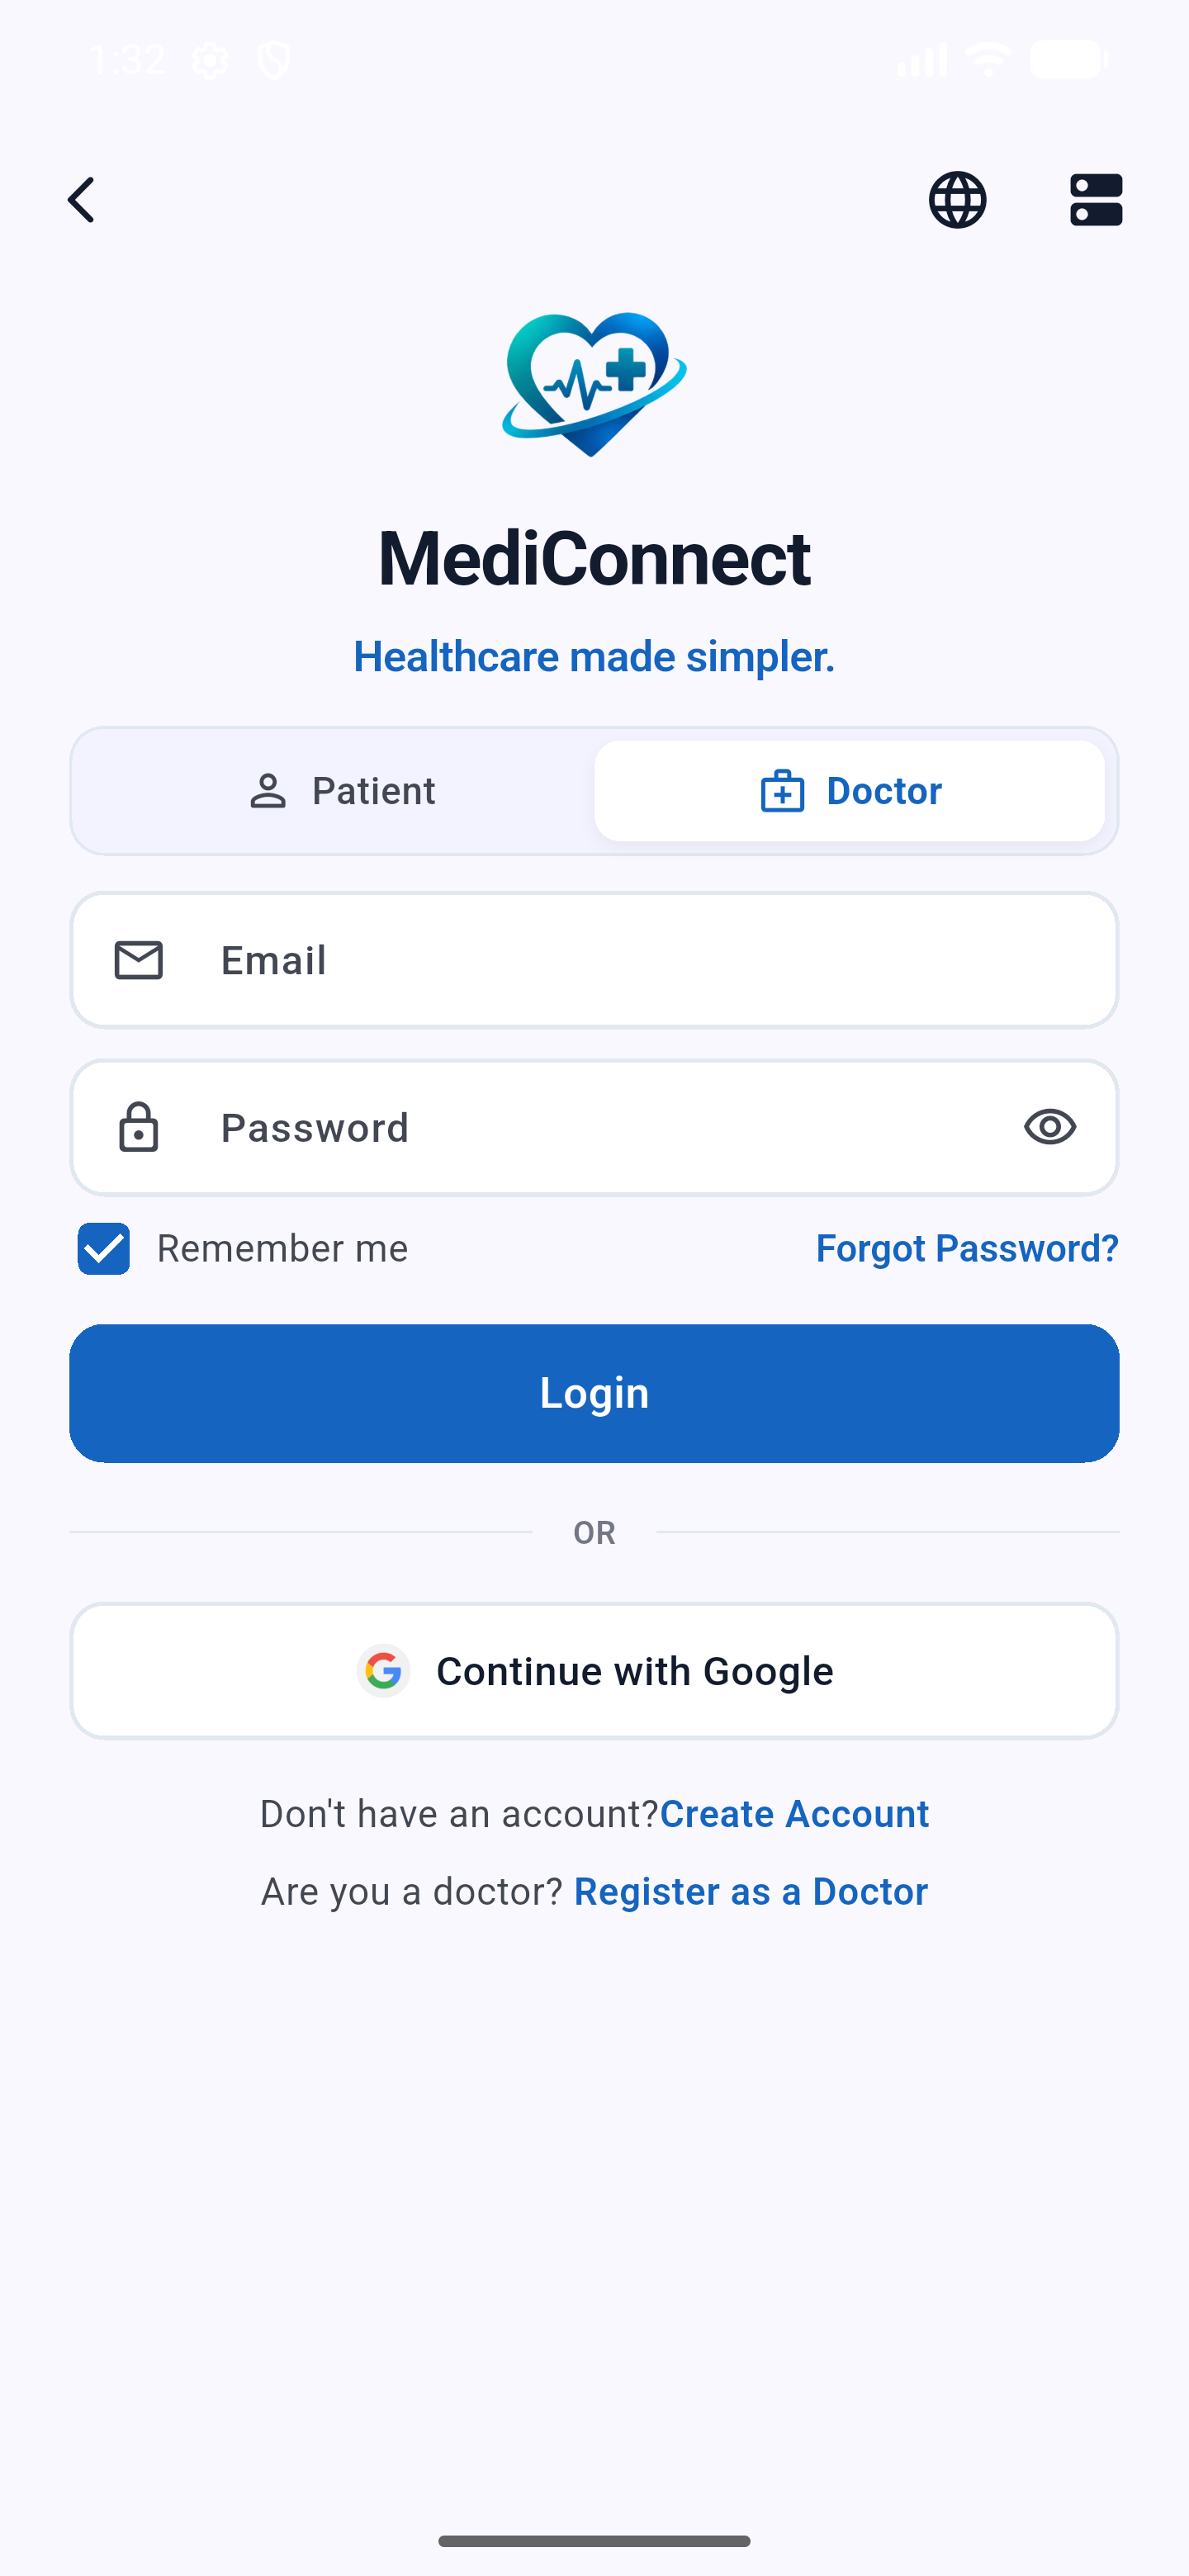 1:32
MediConnect
Healthcare made simpler.
Patient
Doctor
Email
Password
Remember me
Forgot Password?
Login
OR
Continue with Google
Don't have an account?Create Account
Are you a doctor? Register as a Doctor